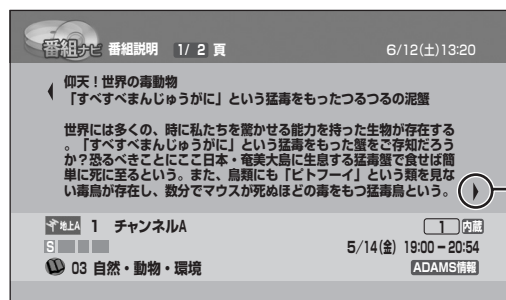 番組ナビ 番組説明 1/ 2 頁 6/12(土)13:20
仰天！世界の毒動物
「すべすべまんじゅうがに」という猛毒をもったつるつるの泥蟹
世界には多くの、時に私たちを驚かせる能力を持った生物が存在する
。「すべすべまんじゅうがに」という猛毒をもった蟹をご存知だろう
か？恐るべきことにここ日本・奄美大島に生息する猛毒蟹で食せば簡
単に死に至るという。また、鳥類にも「ピトフーイ」という類を見な
い毒鳥が存在し、数分でマウスが死ぬほどの毒をもつ猛毒鳥という。
地上A 1 チャンネルA 1 内蔵
S 5/14(金) 19:00－20:54
03 自然・動物・環境 ADAMS情報